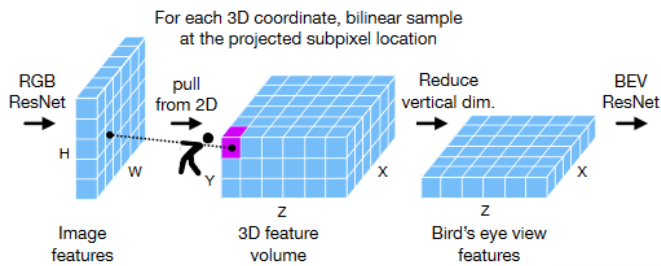 For each 3D coordinate, bilinear sample
at the projected subpixel location
RGB
ResNet
pull
from 2D
Reduce
vertical dim.
BEV
ResNet
H
W
Y
X
Z
X
Z
Image
features
3D feature
volume
Bird's eye view
features